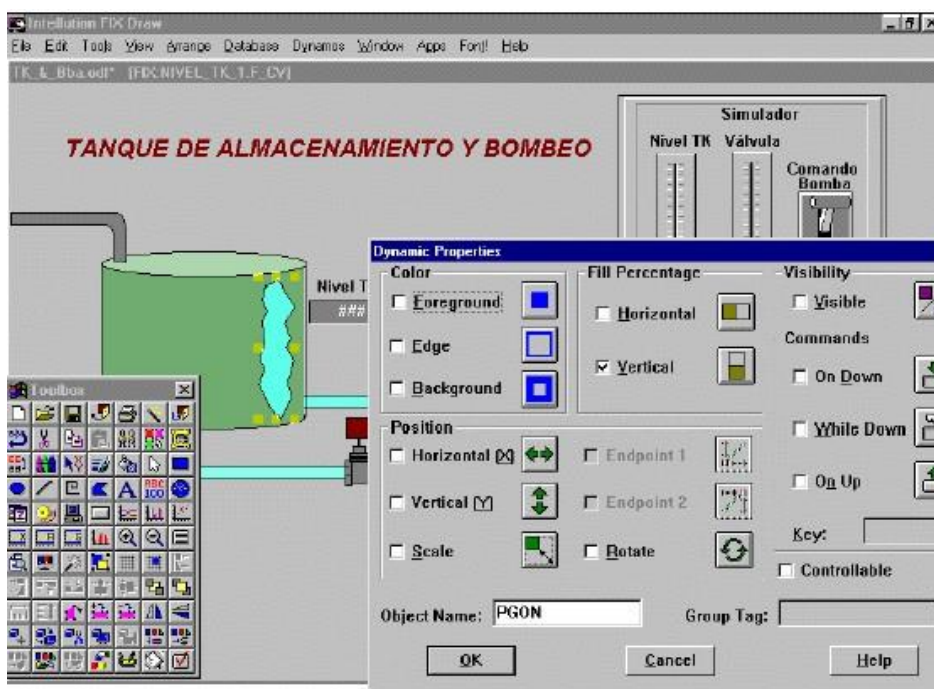 Intellution FIX Draw
File Edit Tools View Arrange Database Dynamos Window Apps Font! Help
TK_&_Bba.odf* [FIX:NIVEL_TK_1.F_CV]
TANQUE DE ALMACENAMIENTO Y BOMBEO
Simulador
Nivel TK Válvula
Comando
Bomba
Nivel T
###
Dynamic Properties
Color
Foreground
Edge
Background
Fill Percentage
Horizontal
Vertical
Visibility
Visible
Commands
On Down
While Down
On Up
Key:
Controllable
Position
Horizontal [X]
Vertical [Y]
Scale
Endpoint 1
Endpoint 2
Rotate
Object Name: PGON
Group Tag:
OK Cancel Help
Toolbox
A ABC
100